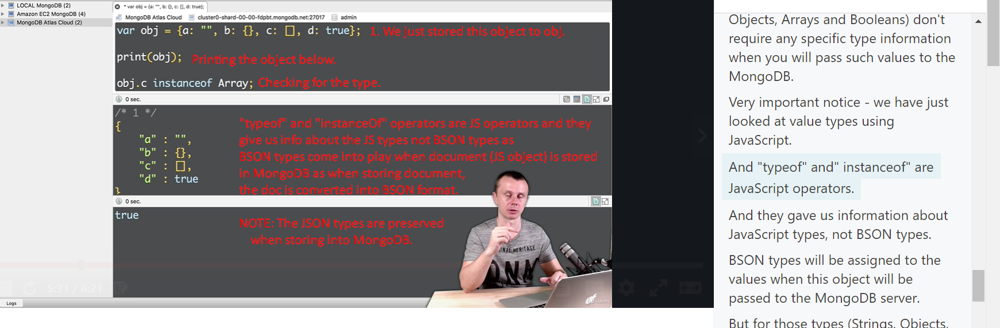 LOCAL MongoDB (2)
Amazon EC2 MongoDB (4)
MongoDB Atlas Cloud (2)
* var obj = {a: "", b: {}, c: [], d: true};
MongoDB Atlas Cloud cluster0-shard-00-00-fdpbt.mongodb.net:27017 admin
var obj = {a: "", b: {}, c: [], d: true}; 1. We just stored this object to obj.
print(obj); Printing the object below.
obj.c instanceof Array; Checking for the type.
0 sec.
/* 1 */
{
"a" : "",
"b" : {},
"c" : [],
"d" : true
}
"typeof" and "instanceOf" operators are JS operators and they
give us info about the JS types not BSON types as
BSON types come into play when document (JS object) is stored
in MongoDB as when storing document,
the doc is converted into BSON format.
0 sec.
true
NOTE: The JSON types are preserved
when storing into MongoDB.
ORIGINAL HERITAGE
5:31 / 6:21
Udemy
Logs
Objects, Arrays and Booleans) don't
require any specific type information
when you will pass such values to the
MongoDB.
Very important notice - we have just
looked at value types using
JavaScript.
And "typeof" and" instanceof" are
JavaScript operators.
And they gave us information about
JavaScript types, not BSON types.
BSON types will be assigned to the
values when this object will be
passed to the MongoDB server.
But for those types (Strings, Objects,